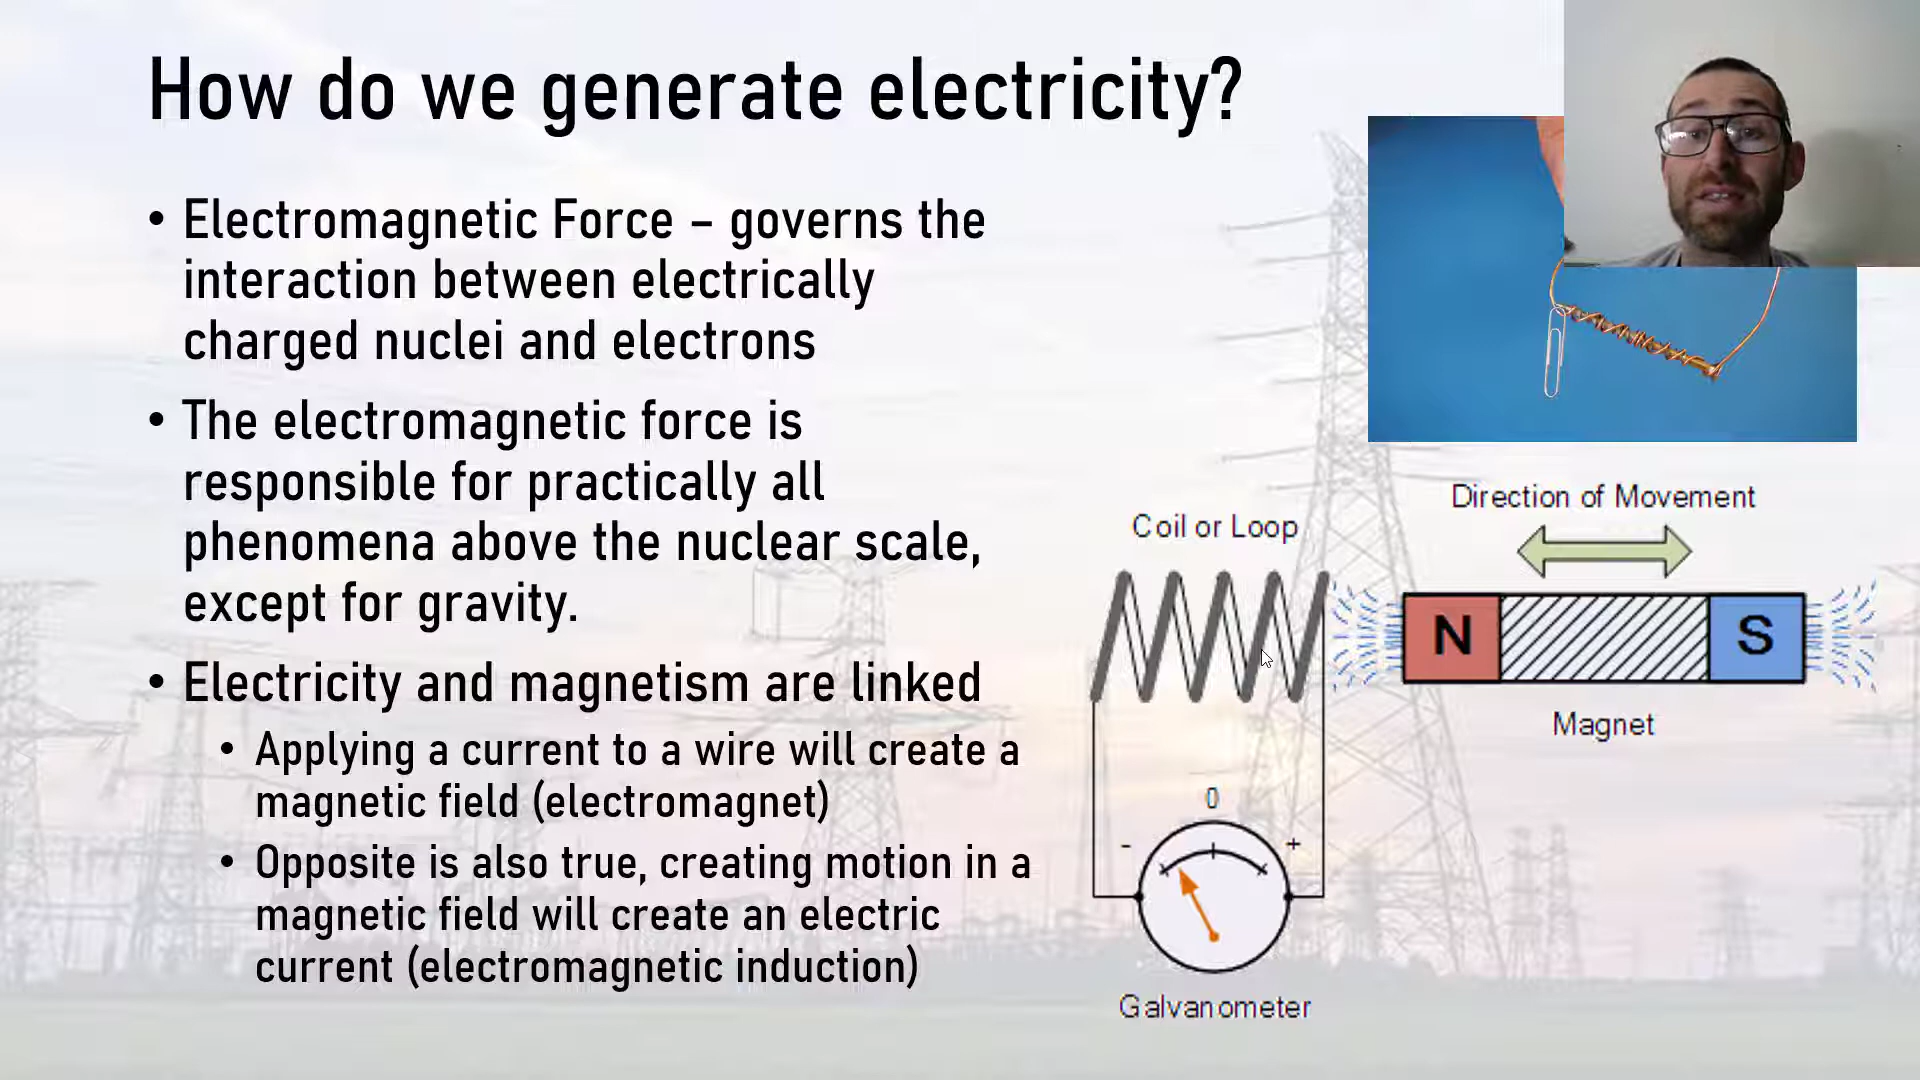 How do we generate electricity?
• Electromagnetic Force – governs the
interaction between electrically
charged nuclei and electrons
• The electromagnetic force is
responsible for practically all
phenomena above the nuclear scale,
except for gravity.
• Electricity and magnetism are linked
• Applying a current to a wire will create a
magnetic field (electromagnet)
• Opposite is also true, creating motion in a
magnetic field will create an electric
current (electromagnetic induction)
Direction of Movement
Coil or Loop
N
S
Magnet
0
- +
Galvanometer